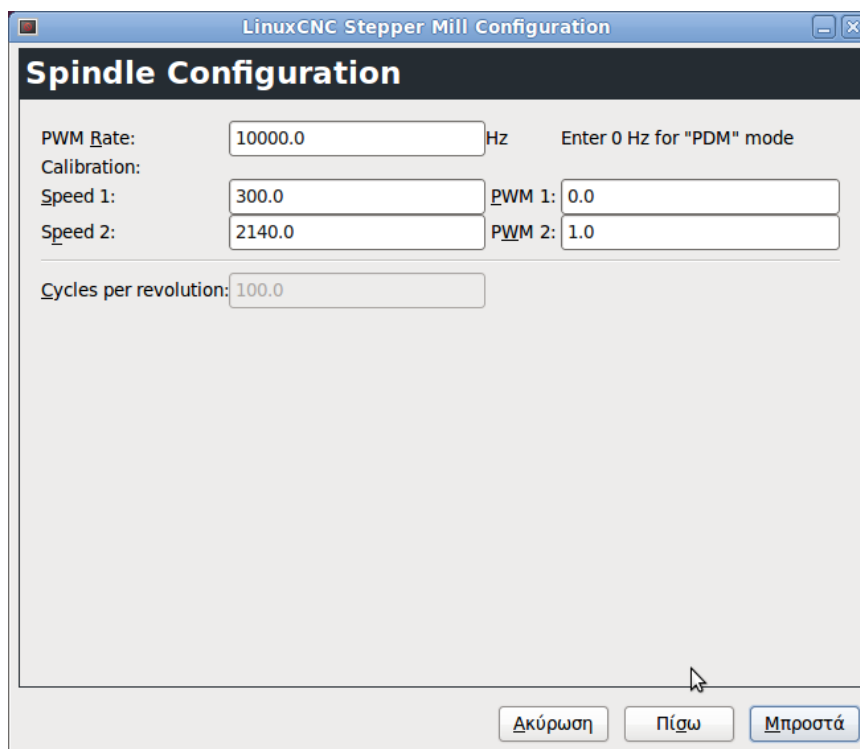 LinuxCNC Stepper Mill Configuration
Spindle Configuration
PWM Rate: 10000.0 Hz Enter 0 Hz for "PDM" mode
Calibration:
Speed 1: 300.0 PWM 1: 0.0
Speed 2: 2140.0 PWM 2: 1.0
Cycles per revolution: 100.0
Ακύρωση Πίσω Μπροστά